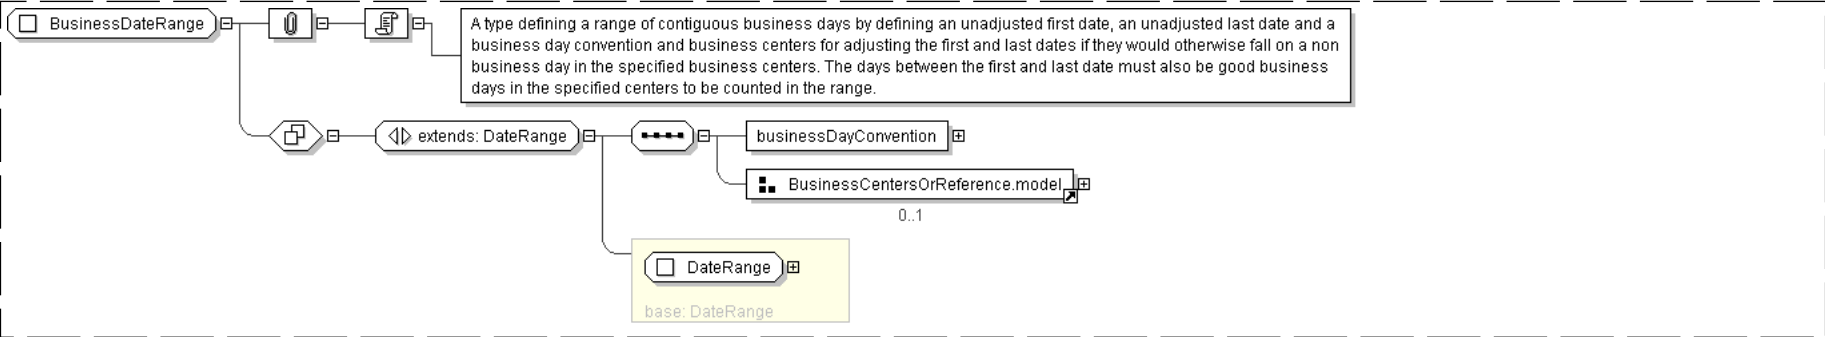 BusinessDateRange
A type defining a range of contiguous business days by defining an unadjusted first date, an unadjusted last date and a
business day convention and business centers for adjusting the first and last dates if they would otherwise fall on a non
business day in the specified business centers. The days between the first and last date must also be good business
days in the specified centers to be counted in the range.
extends: DateRange
businessDayConvention
BusinessCentersOrReference.model
0..1
DateRange
base: DateRange